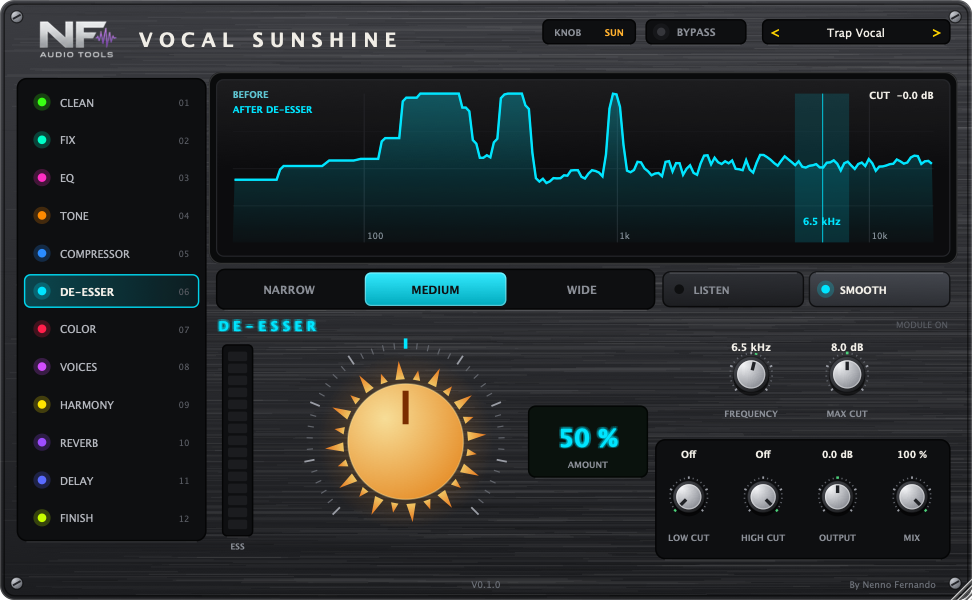 NF
AUDIO TOOLS
VOCAL SUNSHINE
KNOB SUN
BYPASS
< Trap Vocal >
CLEAN 01
FIX 02
EQ 03
TONE 04
COMPRESSOR 05
DE-ESSER 06
COLOR 07
VOICES 08
HARMONY 09
REVERB 10
DELAY 11
FINISH 12
BEFORE
AFTER DE-ESSER
CUT -0.0 dB
6.5 kHz
100 1k 10k
NARROW MEDIUM WIDE
LISTEN SMOOTH
DE-ESSER
MODULE ON
ESS
50 %
AMOUNT
6.5 kHz 8.0 dB
FREQUENCY MAX CUT
Off Off 0.0 dB 100 %
LOW CUT HIGH CUT OUTPUT MIX
V0.1.0
By Nenno Fernando